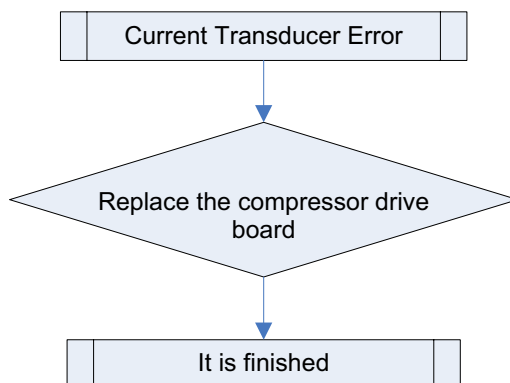 Current Transducer Error
Replace the compressor drive
board
It is finished